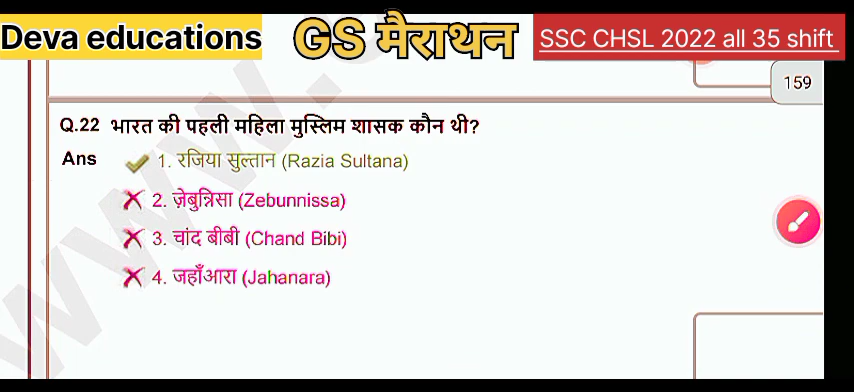 Deva educations GS मैराथन SSC CHSL 2022 all 35 shift
159
Q.22 भारत की पहली महिला मुस्लिम शासक कौन थी?
Ans 1. रजिया सुल्तान (Razia Sultana)
2. ज़ेबुन्निसा (Zebunnissa)
3. चांद बीबी (Chand Bibi)
4. जहाँआरा (Jahanara)
www.